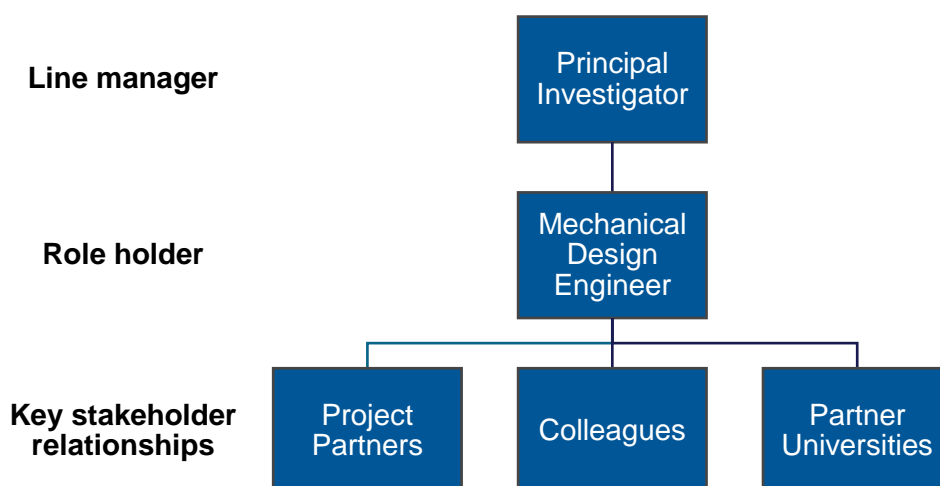 Line manager
Principal
Investigator
Role holder
Mechanical
Design
Engineer
Key stakeholder
relationships
Project
Partners
Colleagues
Partner
Universities